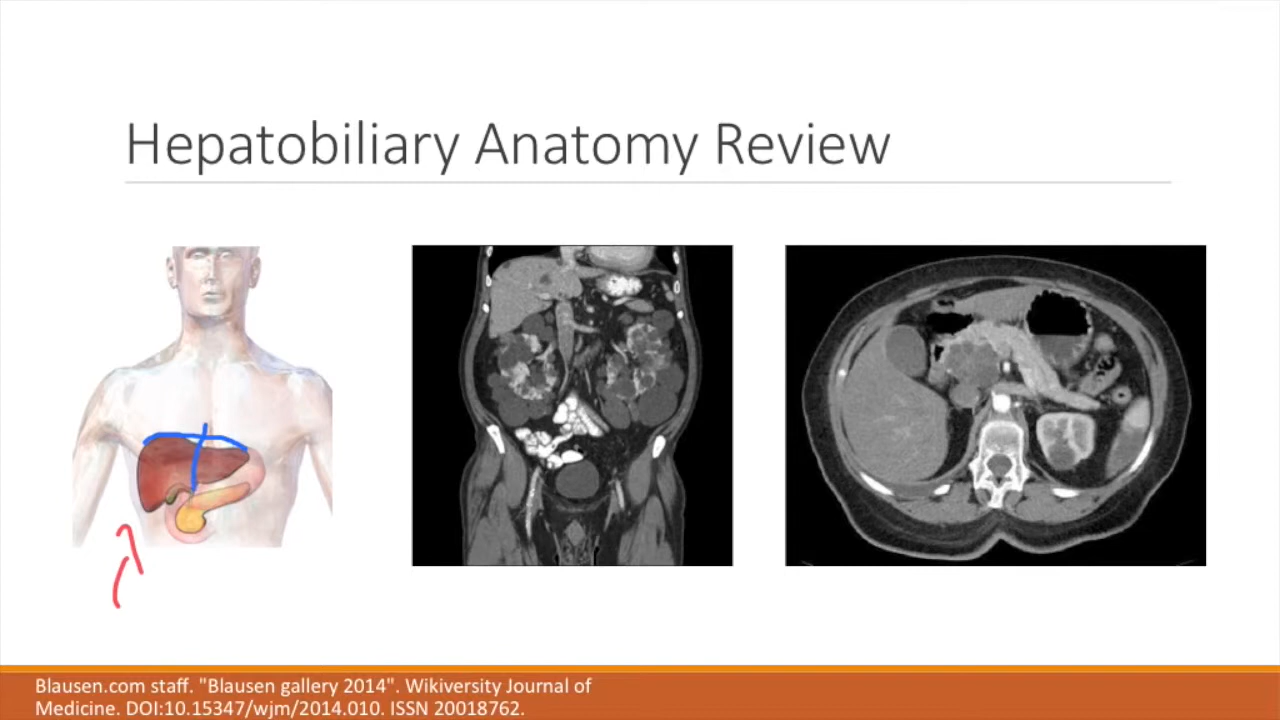 Hepatobiliary Anatomy Review
Blausen.com staff. "Blausen gallery 2014". Wikiversity Journal of
Medicine. DOI:10.15347/wjm/2014.010. ISSN 20018762.